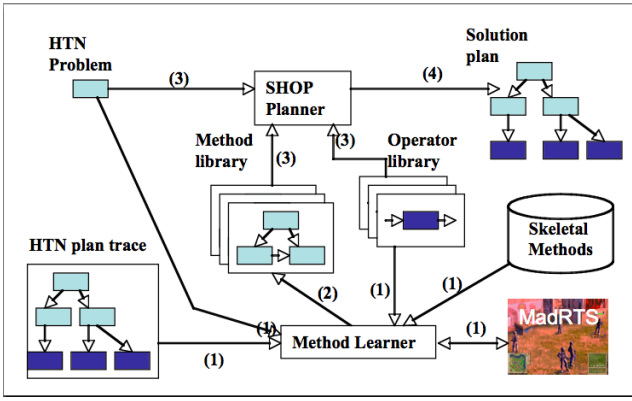 HTN
Problem
(3)
SHOP
Planner
(4)
Solution
plan
Method
library
(3)
(3)
Operator
library
HTN plan trace
Skeletal
Methods
(2)
(1)
(1)
(1)
(1)
Method Learner
(1)
MadRTS